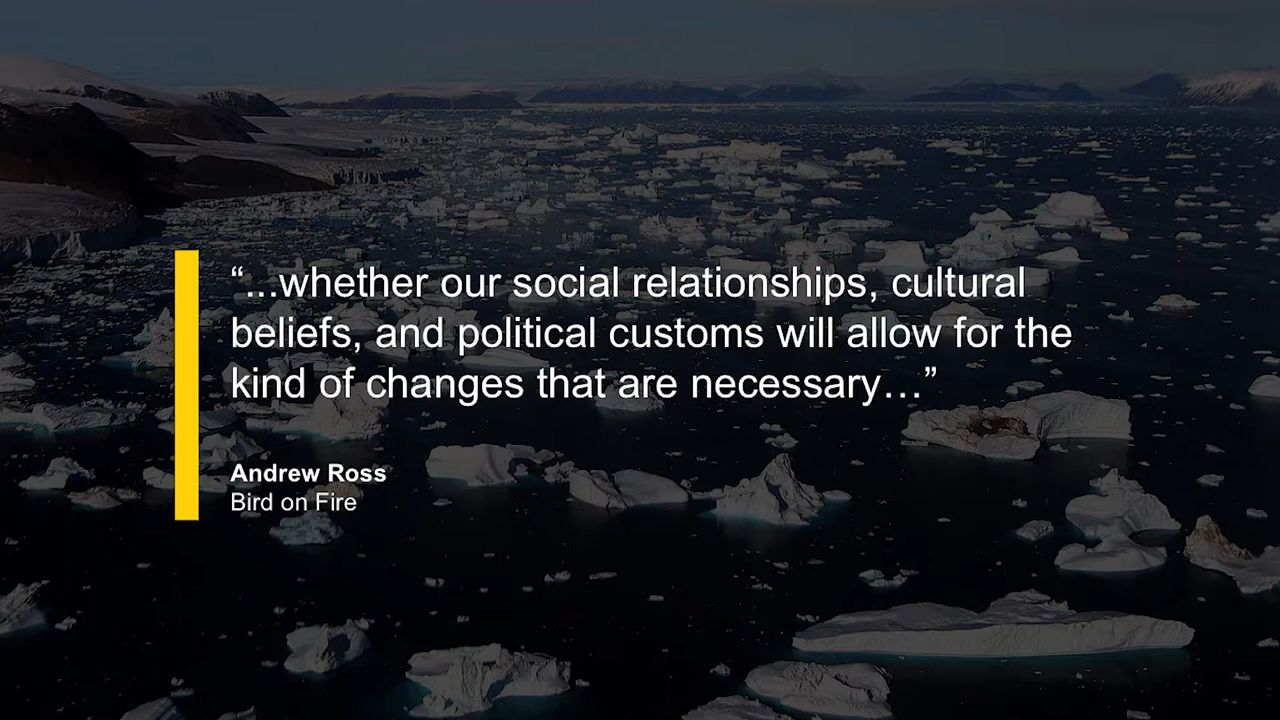 “...whether our social relationships, cultural
beliefs, and political customs will allow for the
kind of changes that are necessary…”
Andrew Ross
Bird on Fire